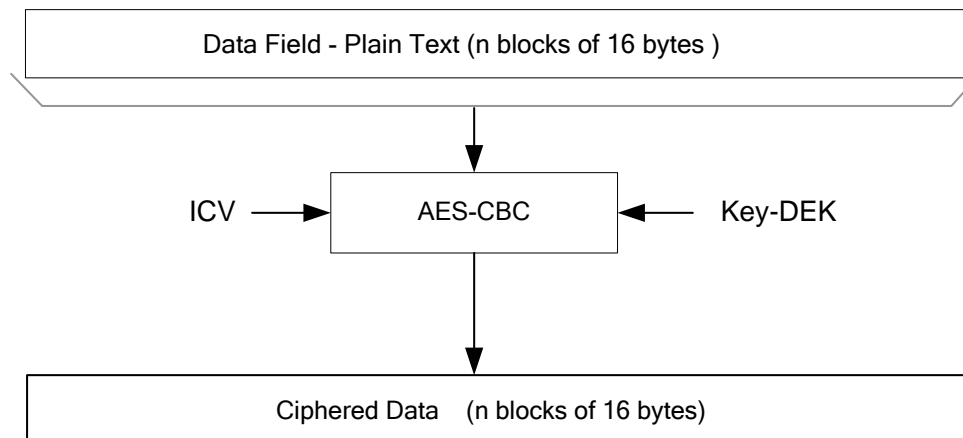 Data Field - Plain Text (n blocks of 16 bytes )
ICV
AES-CBC
Key-DEK
Ciphered Data (n blocks of 16 bytes)